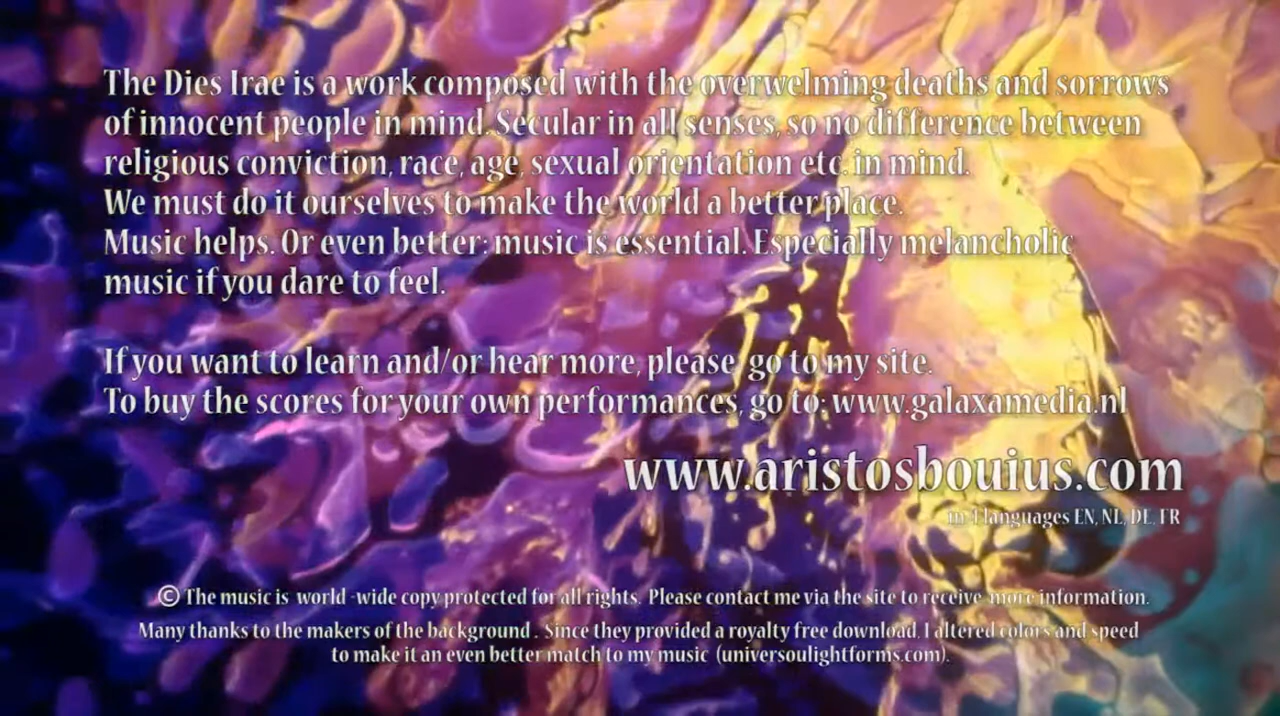 The Dies Irae is a work composed with the overwelming deaths and sorrows
of innocent people in mind. Secular in all senses, so no difference between
religious conviction, race, age, sexual orientation etc. in mind.
We must do it ourselves to make the world a better place.
Music helps. Or even better: music is essential. Especially melancholic
music if you dare to feel.
If you want to learn and/or hear more, please go to my site.
To buy the scores for your own performances, go to: www.galaxamedia.nl
www.aristosbouius.com
in 4 languages EN, NL, DE, FR
© The music is world-wide copy protected for all rights. Please contact me via the site to receive more information.
Many thanks to the makers of the background. Since they provided a royalty free download. I altered colors and speed
to make it an even better match to my music (universoulightforms.com).